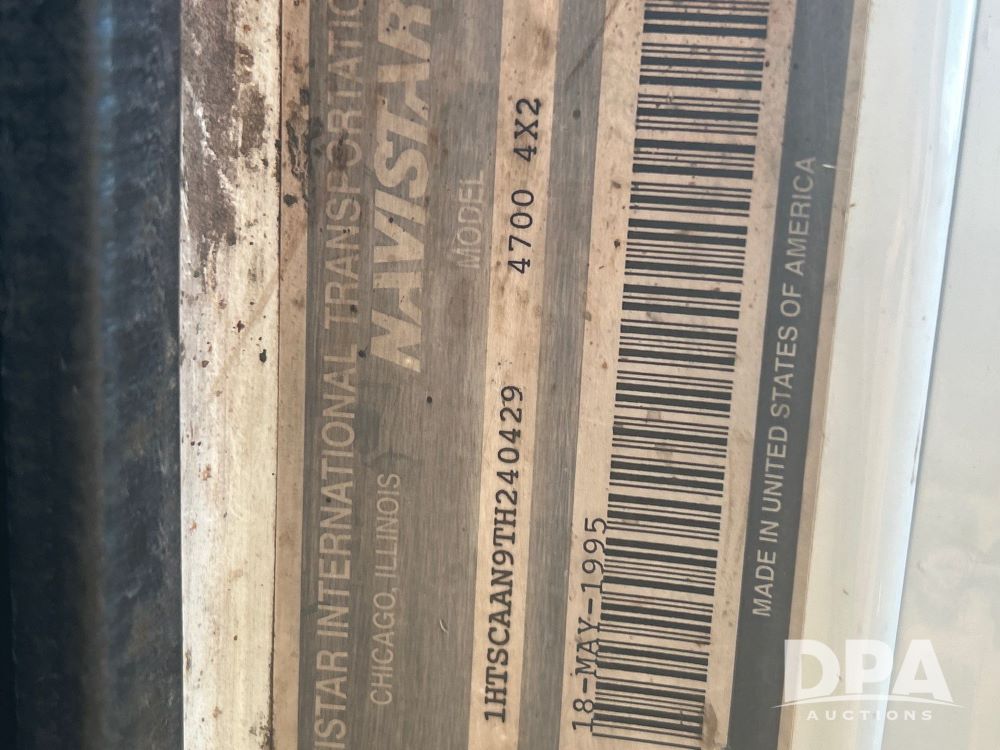 ISTAR INTERNATIONAL TRANSPORTATIO
CHICAGO, ILLINOIS NAVISTAR
MODEL
1HTSCAAN9TH240429 4700 4X2
18-MAY-1995
MADE IN UNITED STATES OF AMERICA
DPA
AUCTIONS